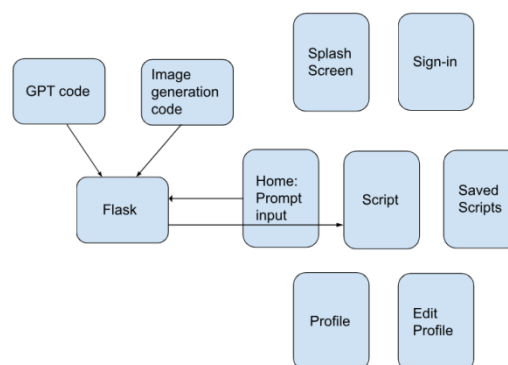 Splash
Screen
Sign-in
GPT code
Image
generation
code
Flask
Home:
Prompt
input
Script
Saved
Scripts
Profile
Edit
Profile